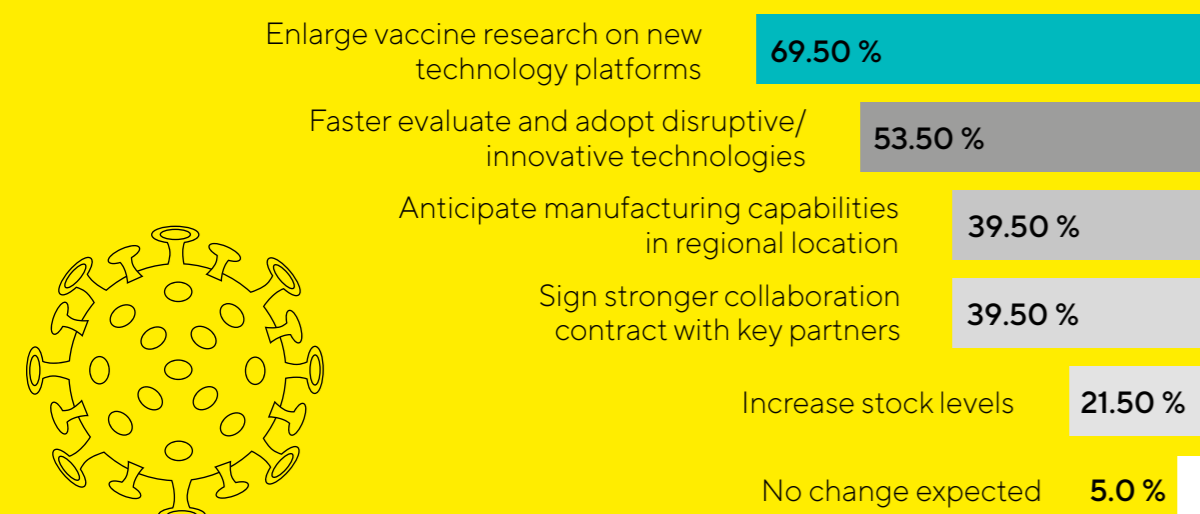 Enlarge vaccine research on new
technology platforms
69.50 %
Faster evaluate and adopt disruptive/
innovative technologies
53.50 %
Anticipate manufacturing capabilities
in regional location
39.50 %
Sign stronger collaboration
contract with key partners
39.50 %
Increase stock levels
21.50 %
No change expected
5.0 %